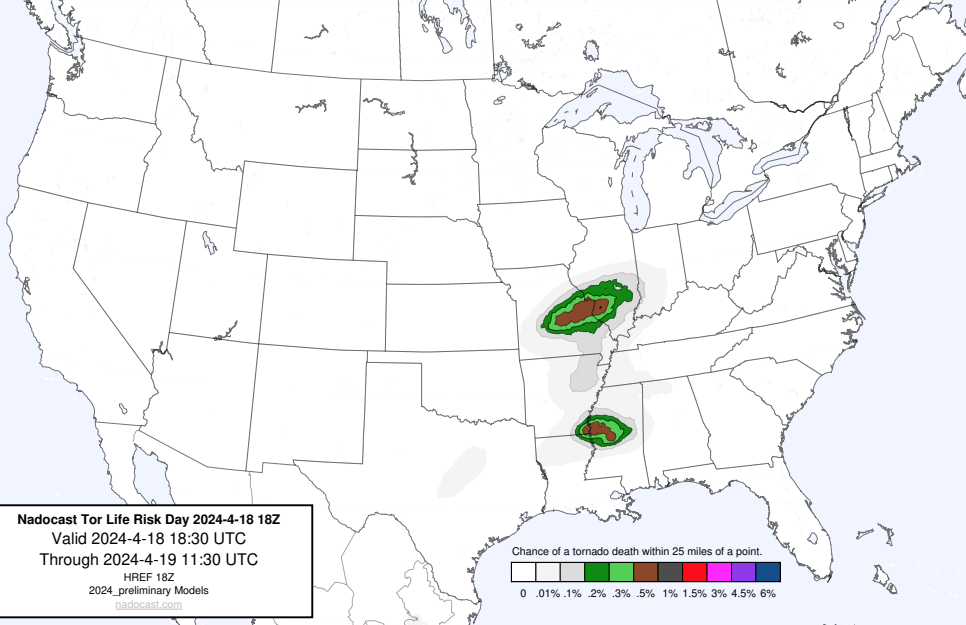 Nadocast Tor Life Risk Day 2024-4-18 18Z
Valid 2024-4-18 18:30 UTC
Through 2024-4-19 11:30 UTC
HREF 18Z
2024_preliminary Models
nadocast.com
Chance of a tornado death within 25 miles of a point.
0 .01% .1% .2% .3% .5% 1% 1.5% 3% 4.5% 6%